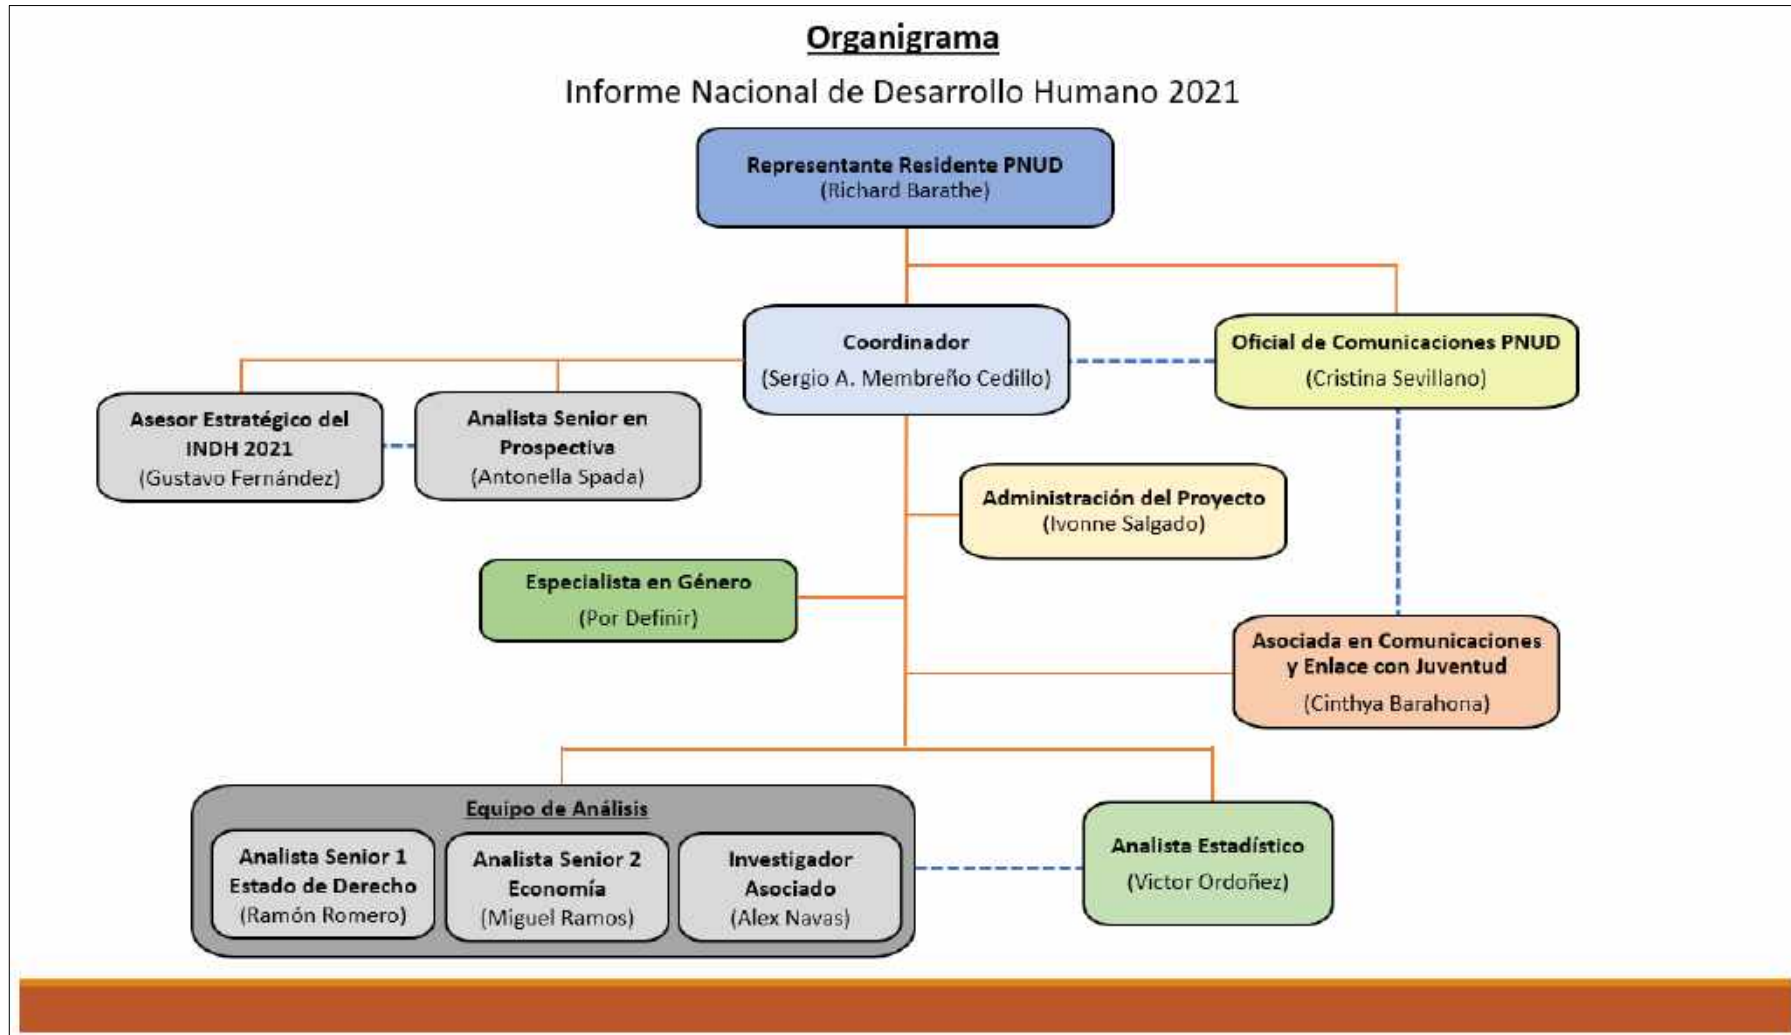 Organigrama
Informe Nacional de Desarrollo Humano 2021
Representante Residente PNUD
(Richard Barathe)
Coordinador
(Sergio A. Membreño Cedillo)
Oficial de Comunicaciones PNUD
(Cristina Sevillano)
Asesor Estratégico del
INDH 2021
(Gustavo Fernández)
Analista Senior en
Prospectiva
(Antonella Spada)
Administración del Proyecto
(Ivonne Salgado)
Especialista en Género
(Por Definir)
Asociada en Comunicaciones
y Enlace con Juventud
(Cinthya Barahona)
Equipo de Análisis
Analista Senior 1
Estado de Derecho
(Ramón Romero)
Analista Senior 2
Economía
(Miguel Ramos)
Investigador
Asociado
(Alex Navas)
Analista Estadístico
(Victor Ordoñez)